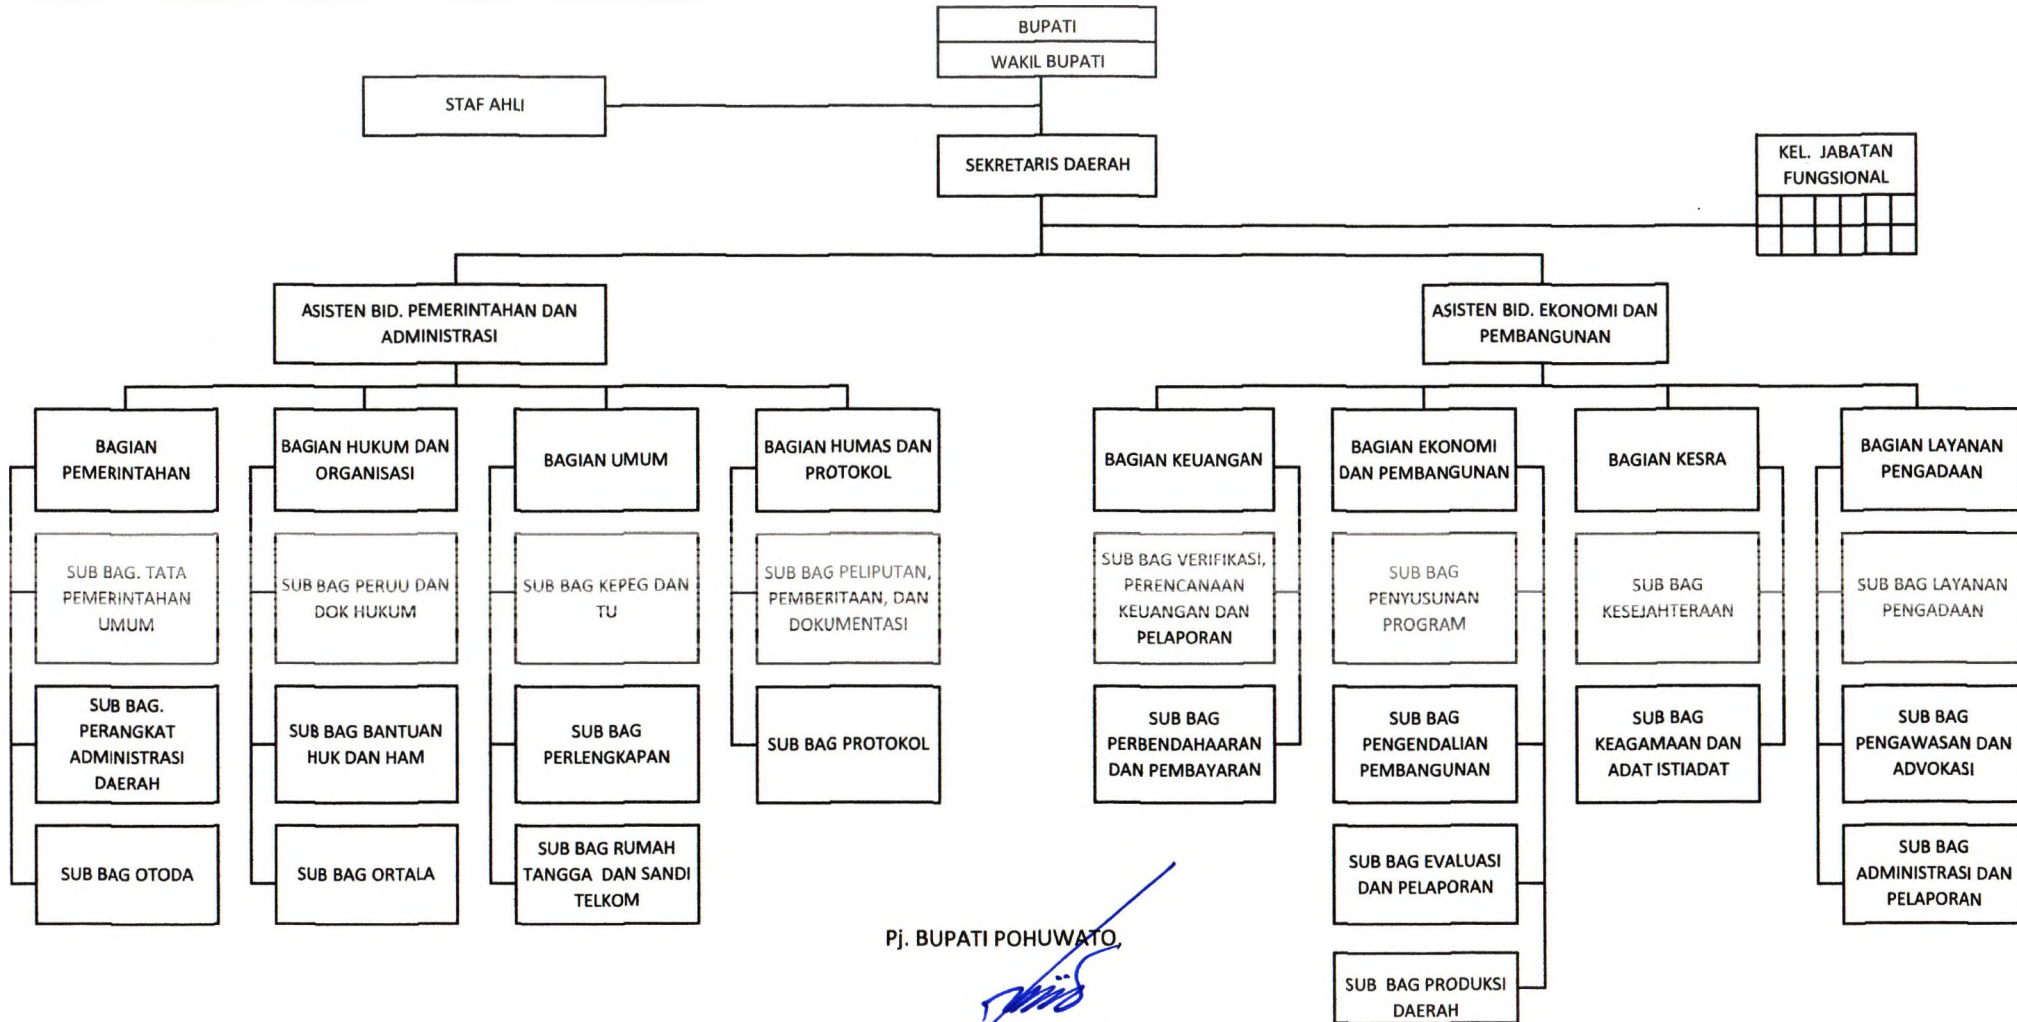 BUPATI
WAKIL BUPATI
STAF AHLI
SEKRETARIS DAERAH
KEL. JABATAN
FUNGSIONAL
ASISTEN BID. PEMERINTAHAN DAN
ADMINISTRASI
ASISTEN BID. EKONOMI DAN
PEMBANGUNAN
BAGIAN
PEMERINTAHAN
BAGIAN HUKUM DAN
ORGANISASI
BAGIAN UMUM
BAGIAN HUMAS DAN
PROTOKOL
BAGIAN KEUANGAN
BAGIAN EKONOMI
DAN PEMBANGUNAN
BAGIAN KESRA
BAGIAN LAYANAN
PENGADAAN
SUB BAG. TATA
PEMERINTAHAN
UMUM
SUB BAG PERUU DAN
DOK HUKUM
SUB BAG KEPEG DAN
TU
SUB BAG PELIPUTAN,
PEMBERITAAN, DAN
DOKUMENTASI
SUB BAG VERIFIKASI,
PERENCANAAN
KEUANGAN DAN
PELAPORAN
SUB BAG
PENYUSUNAN
PROGRAM
SUB BAG
KESEJAHTERAAN
SUB BAG LAYANAN
PENGADAAN
SUB BAG.
PERANGKAT
ADMINISTRASI
DAERAH
SUB BAG BANTUAN
HUK DAN HAM
SUB BAG
PERLENGKAPAN
SUB BAG PROTOKOL
SUB BAG
PERBENDAHAARAN
DAN PEMBAYARAN
SUB BAG
PENGENDALIAN
PEMBANGUNAN
SUB BAG
KEAGAMAAN DAN
ADAT ISTIADAT
SUB BAG
PENGAWASAN DAN
ADVOKASI
SUB BAG OTODA
SUB BAG ORTALA
SUB BAG RUMAH
TANGGA DAN SANDI
TELKOM
SUB BAG EVALUASI
DAN PELAPORAN
SUB BAG
ADMINISTRASI DAN
PELAPORAN
Pj. BUPATI POHUWATO,
SUB BAG PRODUKSI
DAERAH